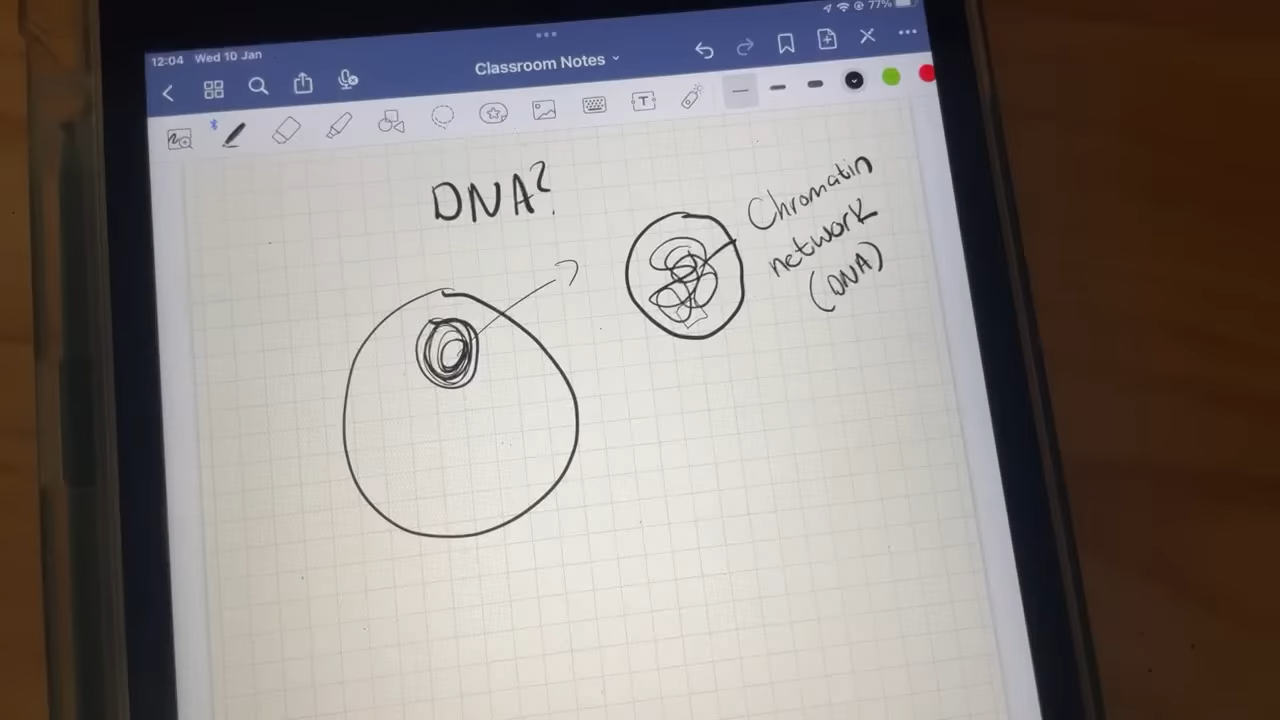 12:04 Wed 10 Jan
77%
Classroom Notes
T
DNA?
Chromatin
network
(DNA)